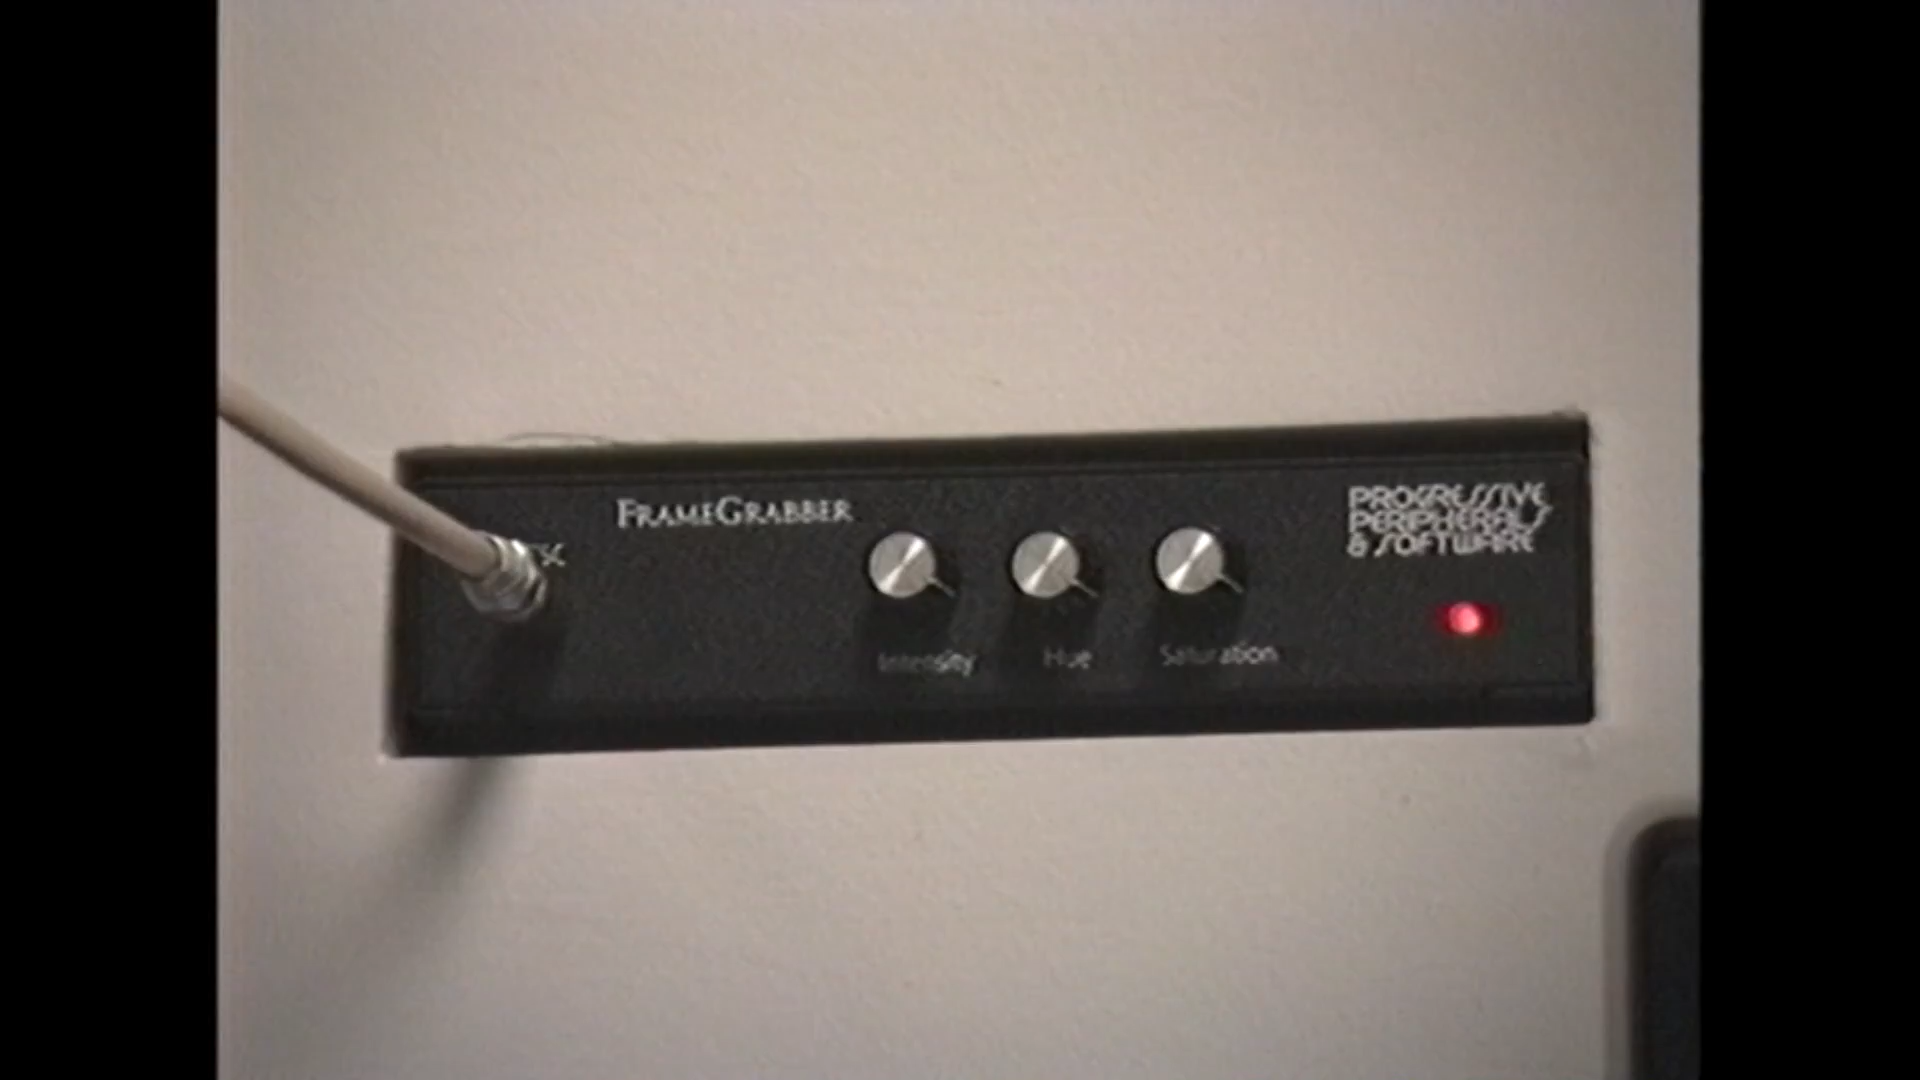 FRAMEGRABBER
PROGRESSIVE
PERIPHERALS
& SOFTWARE
Intensity
Hue
Saturation